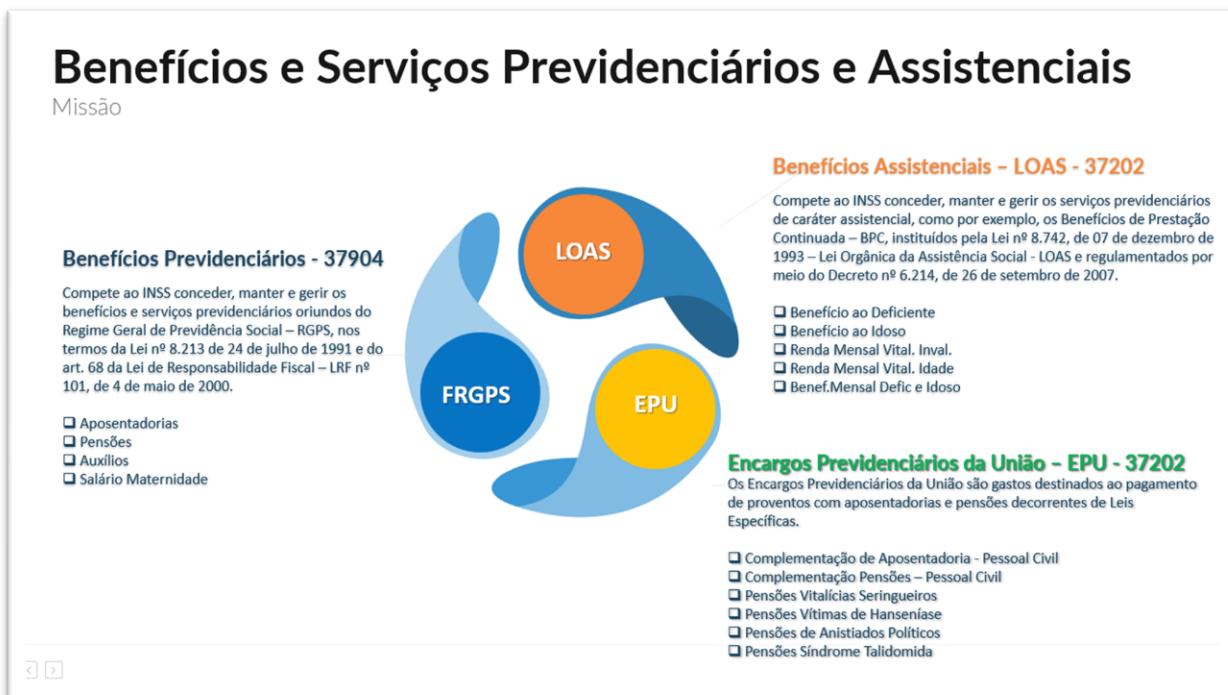 Benefícios e Serviços Previdenciários e Assistenciais
Missão
Benefícios Previdenciários - 37904
Compete ao INSS conceder, manter e gerir os
benefícios e serviços previdenciários oriundos do
Regime Geral de Previdência Social – RGPS, nos
termos da Lei nº 8.213 de 24 de julho de 1991 e do
art. 68 da Lei de Responsabilidade Fiscal – LRF nº
101, de 4 de maio de 2000.
❑ Aposentadorias
❑ Pensões
❑ Auxílios
❑ Salário Maternidade
LOAS
FRGPS
EPU
Benefícios Assistenciais – LOAS - 37202
Compete ao INSS conceder, manter e gerir os serviços previdenciários
de caráter assistencial, como por exemplo, os Benefícios de Prestação
Continuada – BPC, instituídos pela Lei nº 8.742, de 07 de dezembro de
1993 – Lei Orgânica da Assistência Social - LOAS e regulamentados por
meio do Decreto nº 6.214, de 26 de setembro de 2007.
❑ Benefício ao Deficiente
❑ Benefício ao Idoso
❑ Renda Mensal Vital. Inval.
❑ Renda Mensal Vital. Idade
❑ Benef.Mensal Defic e Idoso
Encargos Previdenciários da União – EPU - 37202
Os Encargos Previdenciários da União são gastos destinados ao pagamento
de proventos com aposentadorias e pensões decorrentes de Leis
Específicas.
❑ Complementação de Aposentadoria - Pessoal Civil
❑ Complementação Pensões – Pessoal Civil
❑ Pensões Vitalícias Seringueiros
❑ Pensões Vítimas de Hanseníase
❑ Pensões de Anistiados Políticos
❑ Pensões Síndrome Talidomida